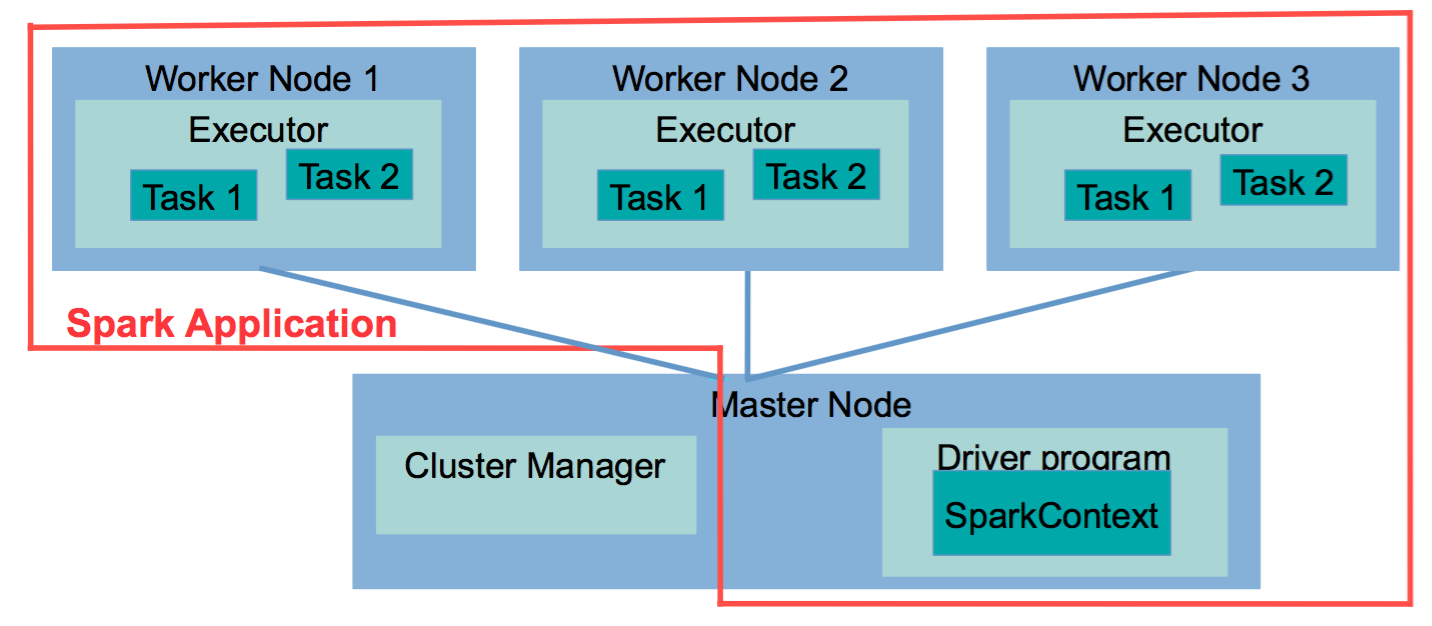 Worker Node 1
Executor
Task 1
Task 2
Worker Node 2
Executor
Task 1
Task 2
Worker Node 3
Executor
Task 1
Task 2
Spark Application
Master Node
Cluster Manager
Driver program
SparkContext